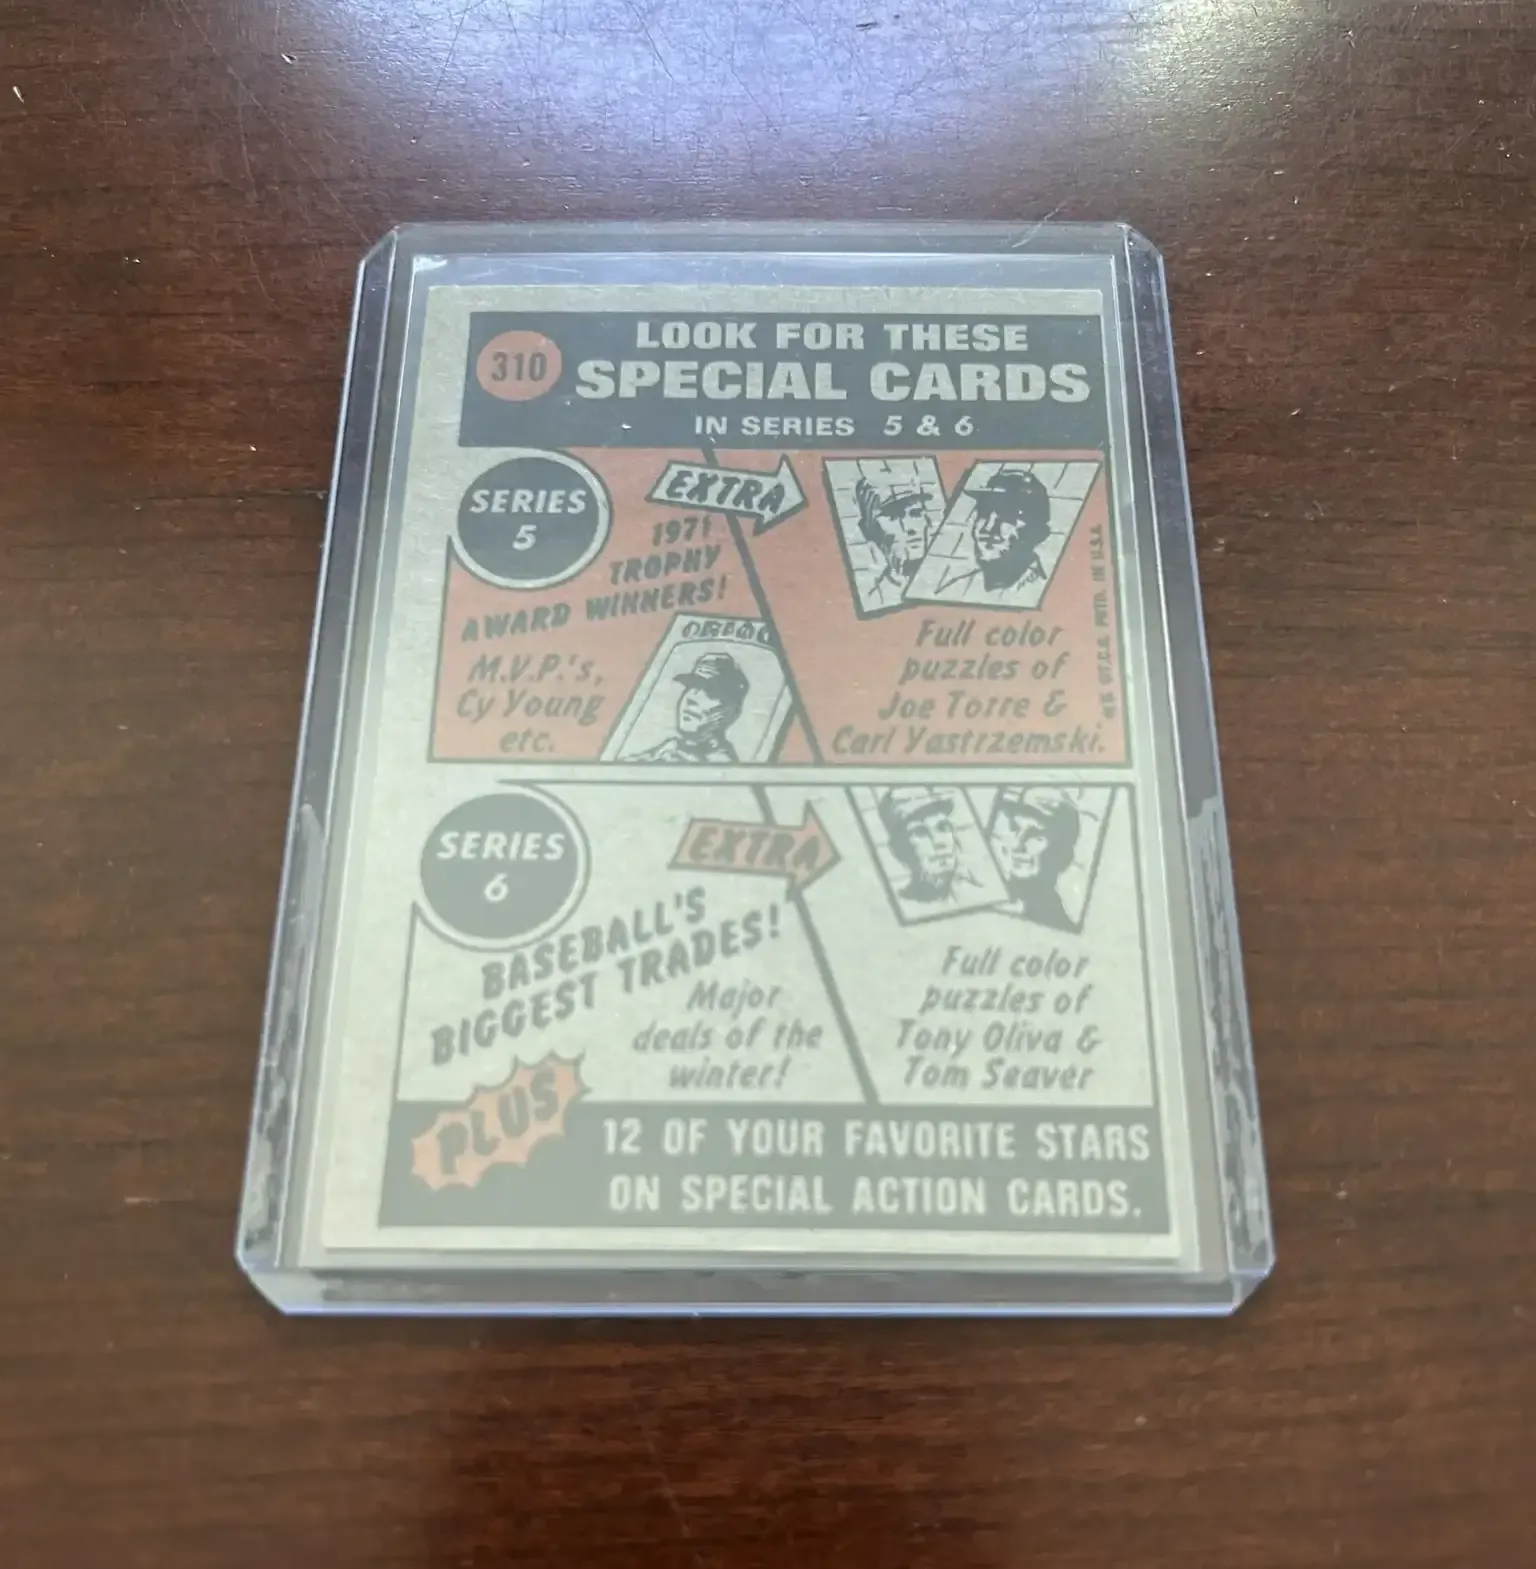 310
LOOK FOR THESE
SPECIAL CARDS
IN SERIES 5 & 6
SERIES
5
EXTRA
1971
TROPHY
AWARD WINNERS!
M.V.P.'s,
Cy Young
etc.
Full color
puzzles of
Joe Torre &
Carl Yastrzemski.
T.C.G. PRTD. IN U.S.A.
SERIES
6
EXTRA
BASEBALL'S
BIGGEST TRADES!
Major
deals of the
winter!
Full color
puzzles of
Tony Oliva &
Tom Seaver
PLUS
12 OF YOUR FAVORITE STARS
ON SPECIAL ACTION CARDS.